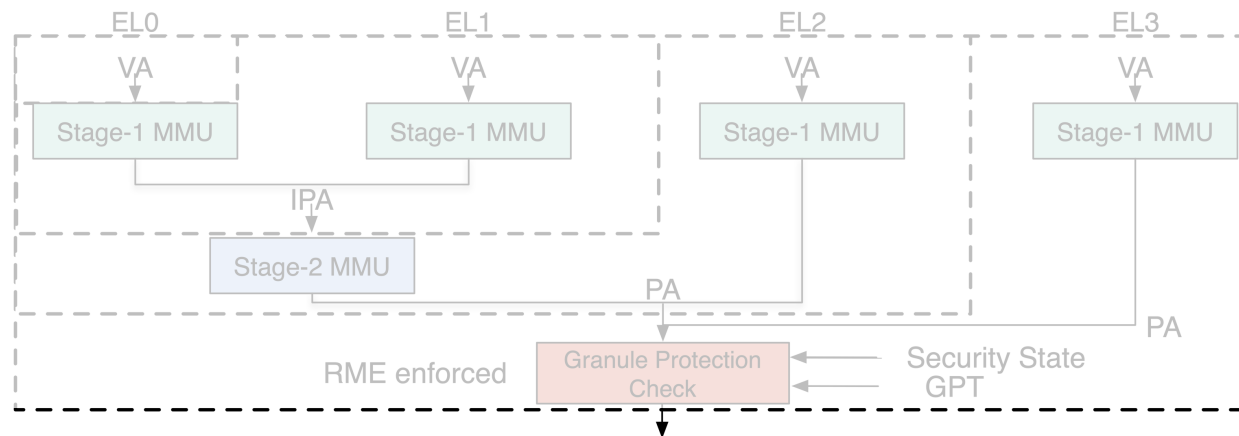 EL0 EL1 EL2 EL3
VA VA VA VA
Stage-1 MMU Stage-1 MMU Stage-1 MMU Stage-1 MMU
IPA
Stage-2 MMU
PA
PA
RME enforced
Granule Protection
Check
Security State
GPT